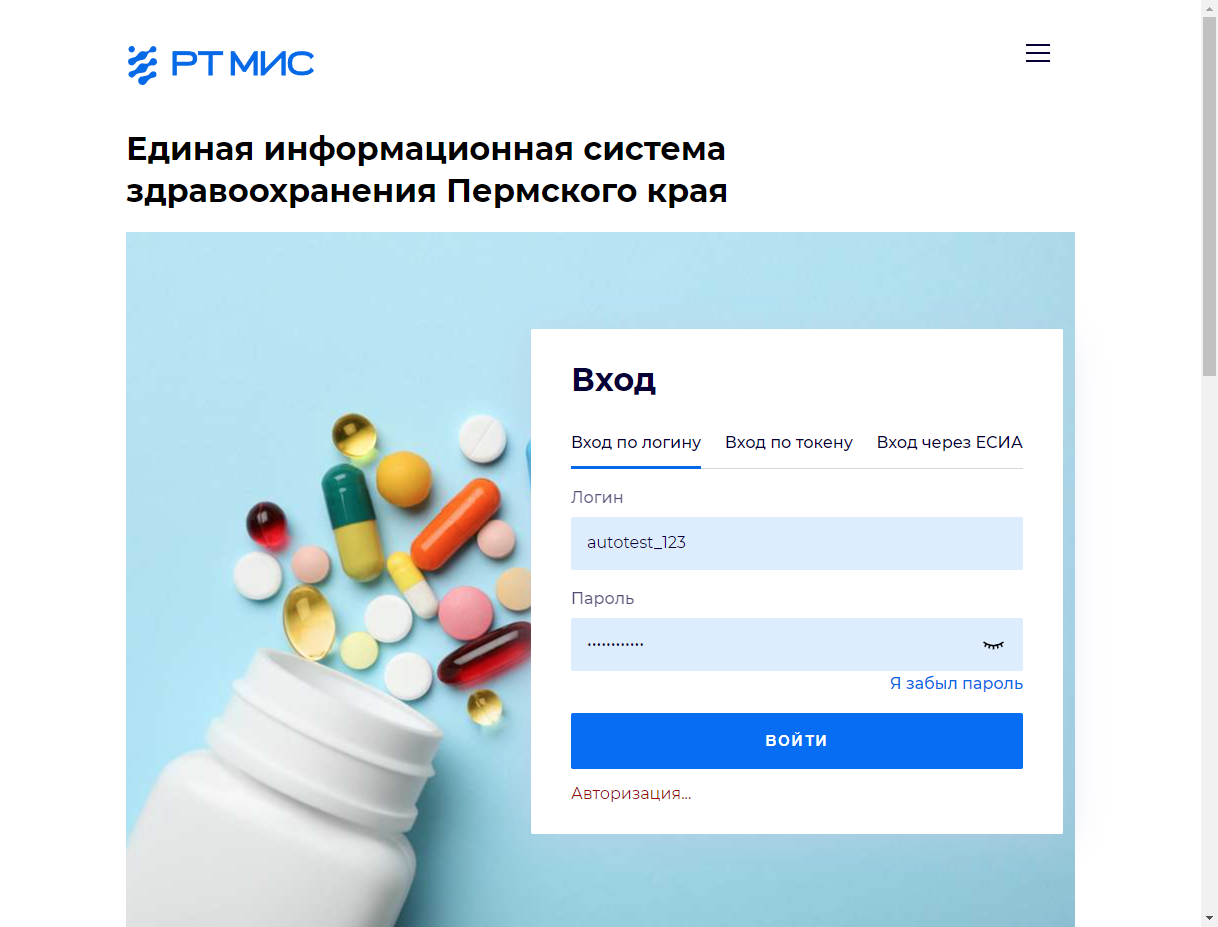 РТ МИС
Единая информационная система
здравоохранения Пермского края
Вход
Вход по логину Вход по токену Вход через ЕСИА
Логин
autotest_123
Пароль
............
Я забыл пароль
ВОЙТИ
Авторизация...